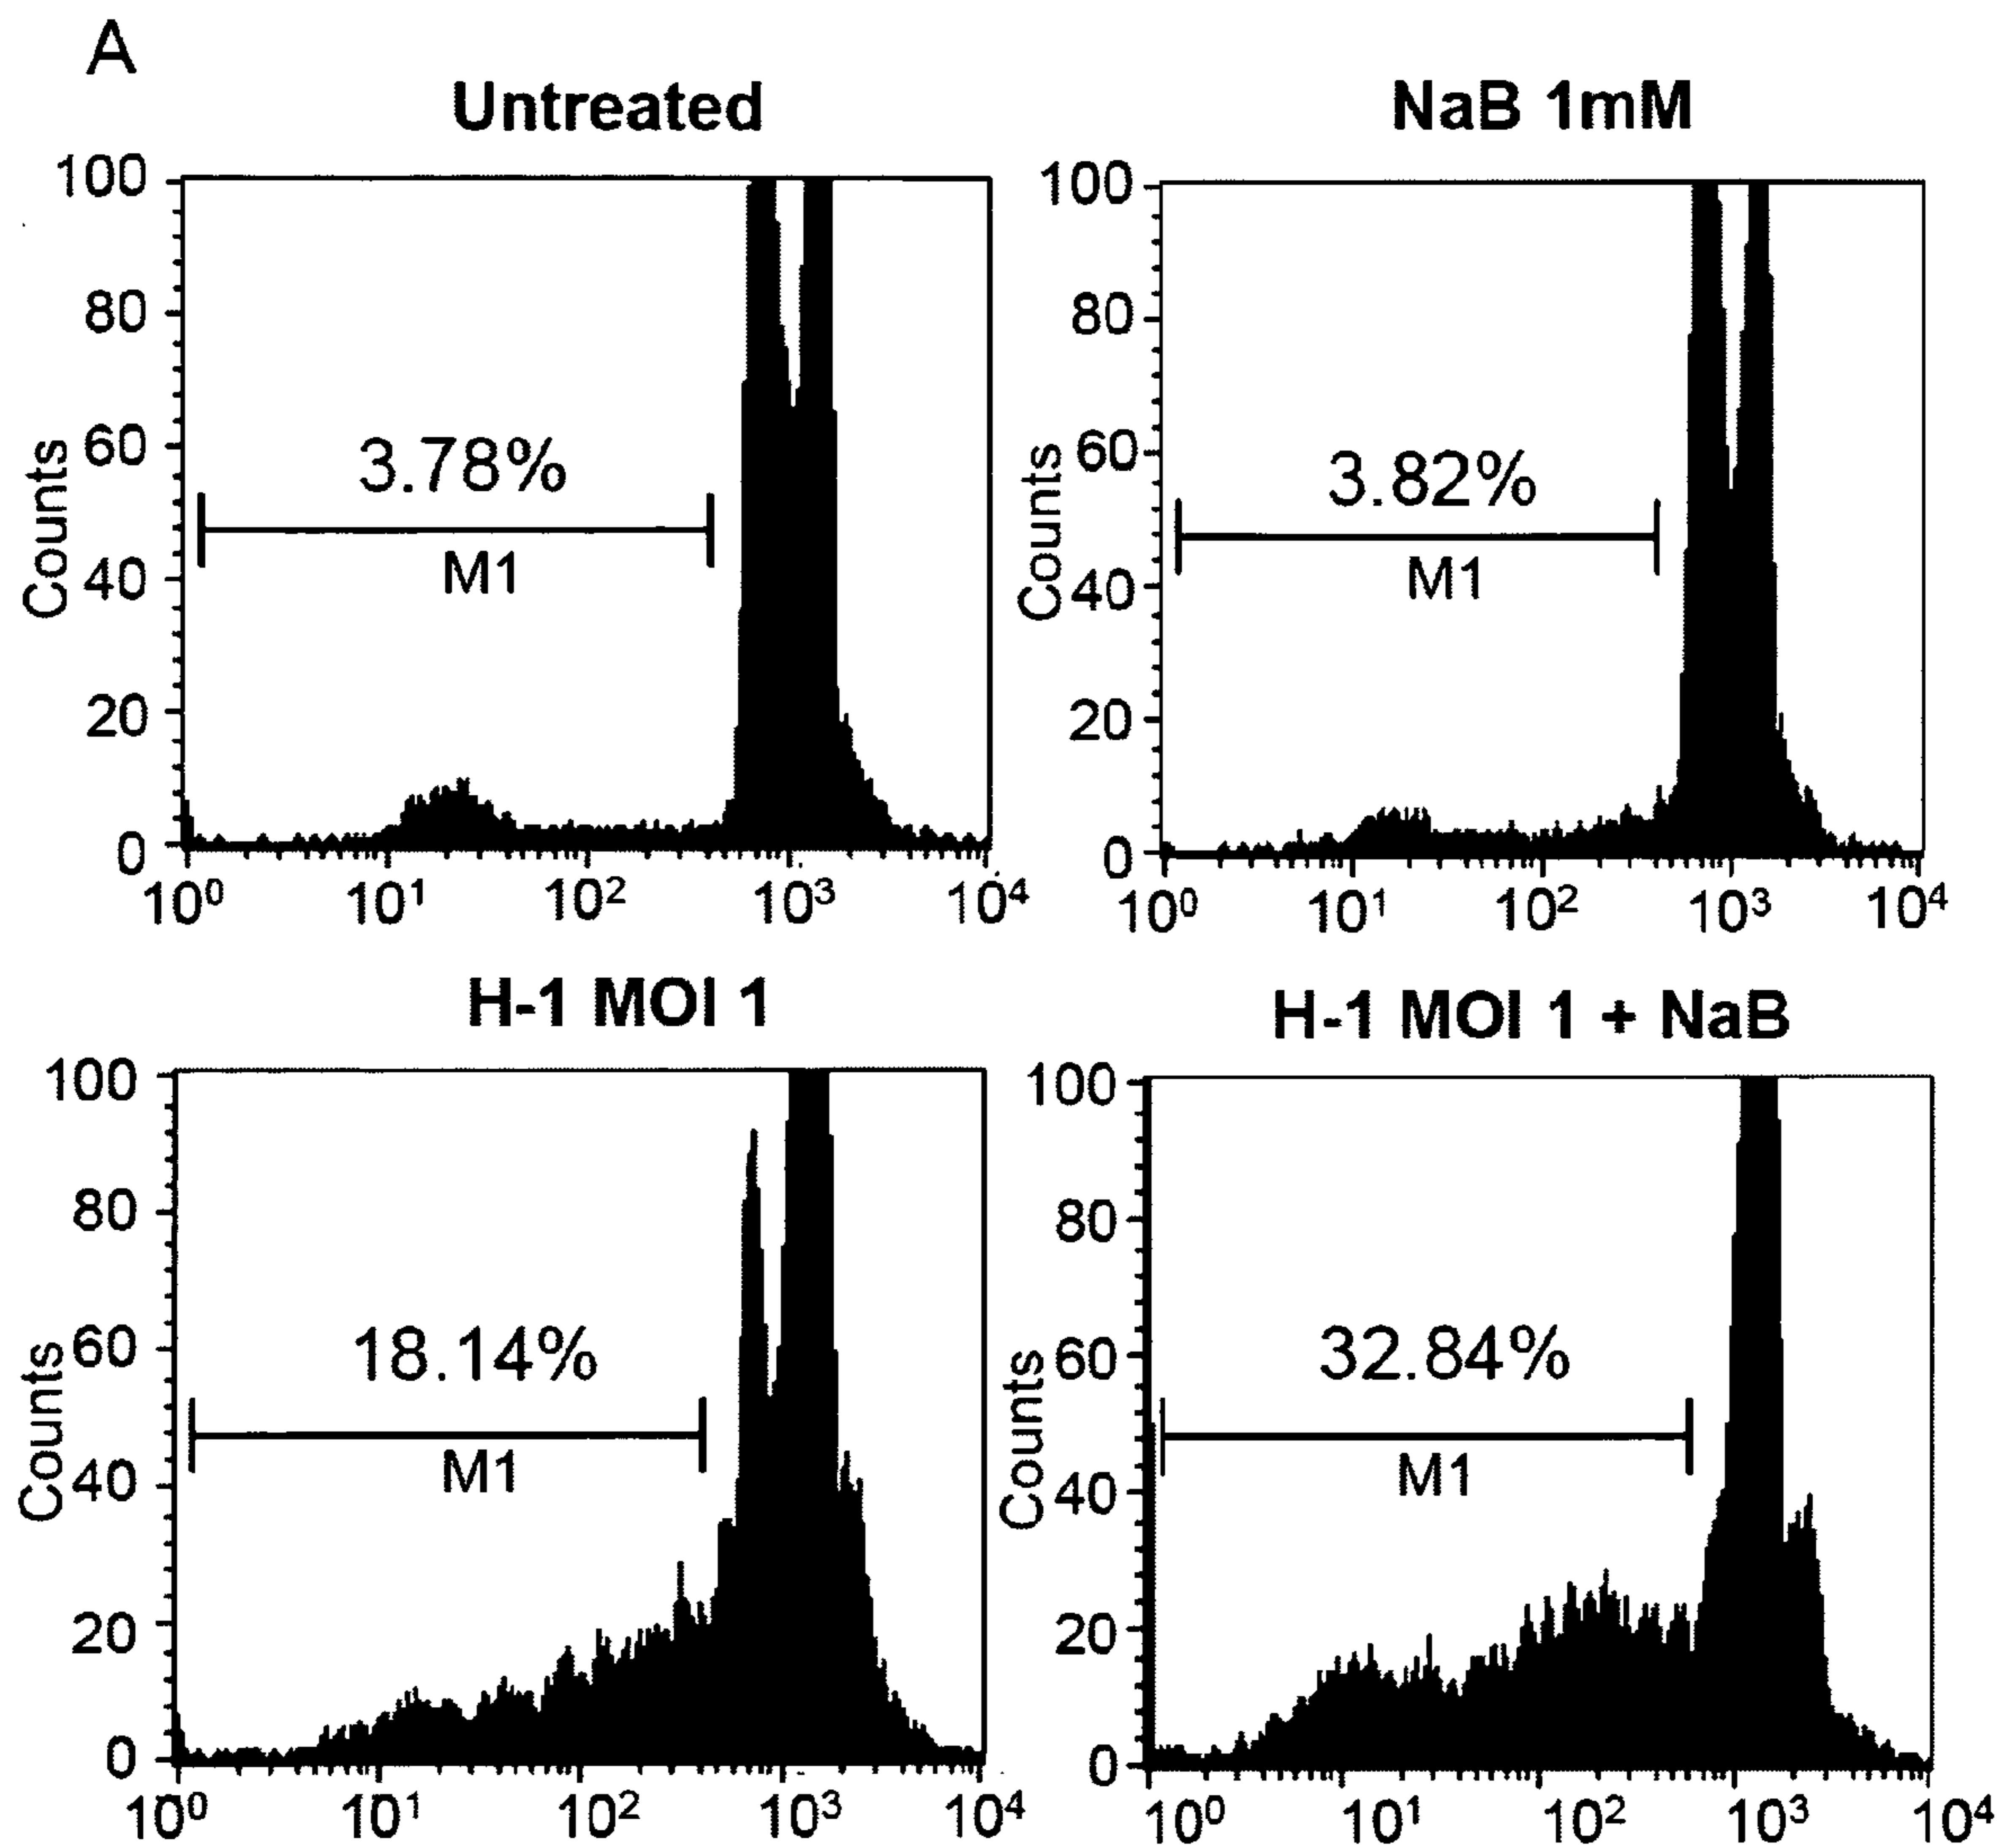 A
Untreated
100
80
60
40
20
0
Counts
3.78%
M1
10⁰ 10¹ 10² 10³ 10⁴
NaB 1mM
100
80
60
40
20
0
Counts
3.82%
M1
10⁰ 10¹ 10² 10³ 10⁴
H-1 MOI 1
100
80
60
40
20
0
Counts
18.14%
M1
10⁰ 10¹ 10² 10³ 10⁴
H-1 MOI 1 + NaB
100
80
60
40
20
0
Counts
32.84%
M1
10⁰ 10¹ 10² 10³ 10⁴